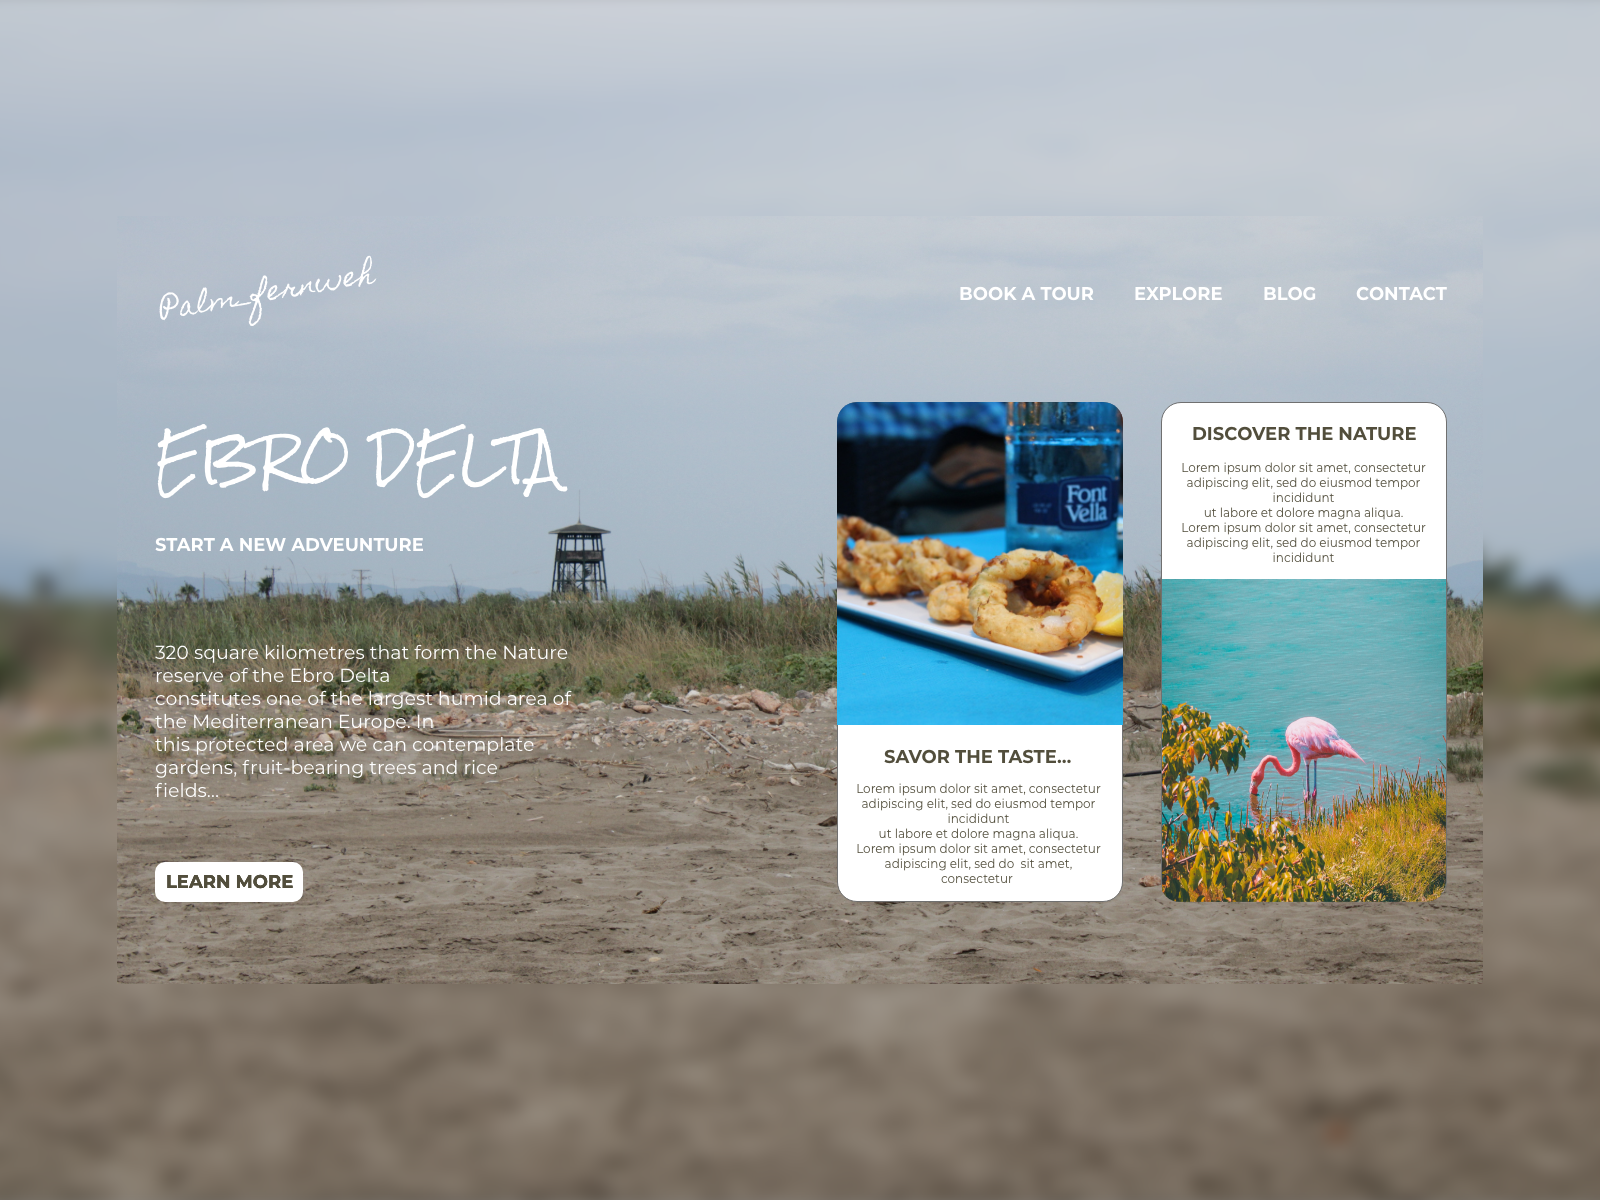 Palm fernweh
BOOK A TOUR
EXPLORE
BLOG
CONTACT
EBRO DELTA
START A NEW ADVEUNTURE
320 square kilometres that form the Nature
reserve of the Ebro Delta
constitutes one of the largest humid area of
the Mediterranean Europe. In
this protected area we can contemplate
gardens, fruit-bearing trees and rice
fields...
LEARN MORE
Font
Vella
SAVOR THE TASTE...
Lorem ipsum dolor sit amet, consectetur
adipiscing elit, sed do eiusmod tempor
incididunt
ut labore et dolore magna aliqua.
Lorem ipsum dolor sit amet, consectetur
adipiscing elit, sed do  sit amet,
consectetur
DISCOVER THE NATURE
Lorem ipsum dolor sit amet, consectetur
adipiscing elit, sed do eiusmod tempor
incididunt
ut labore et dolore magna aliqua.
Lorem ipsum dolor sit amet, consectetur
adipiscing elit, sed do eiusmod tempor
incididunt